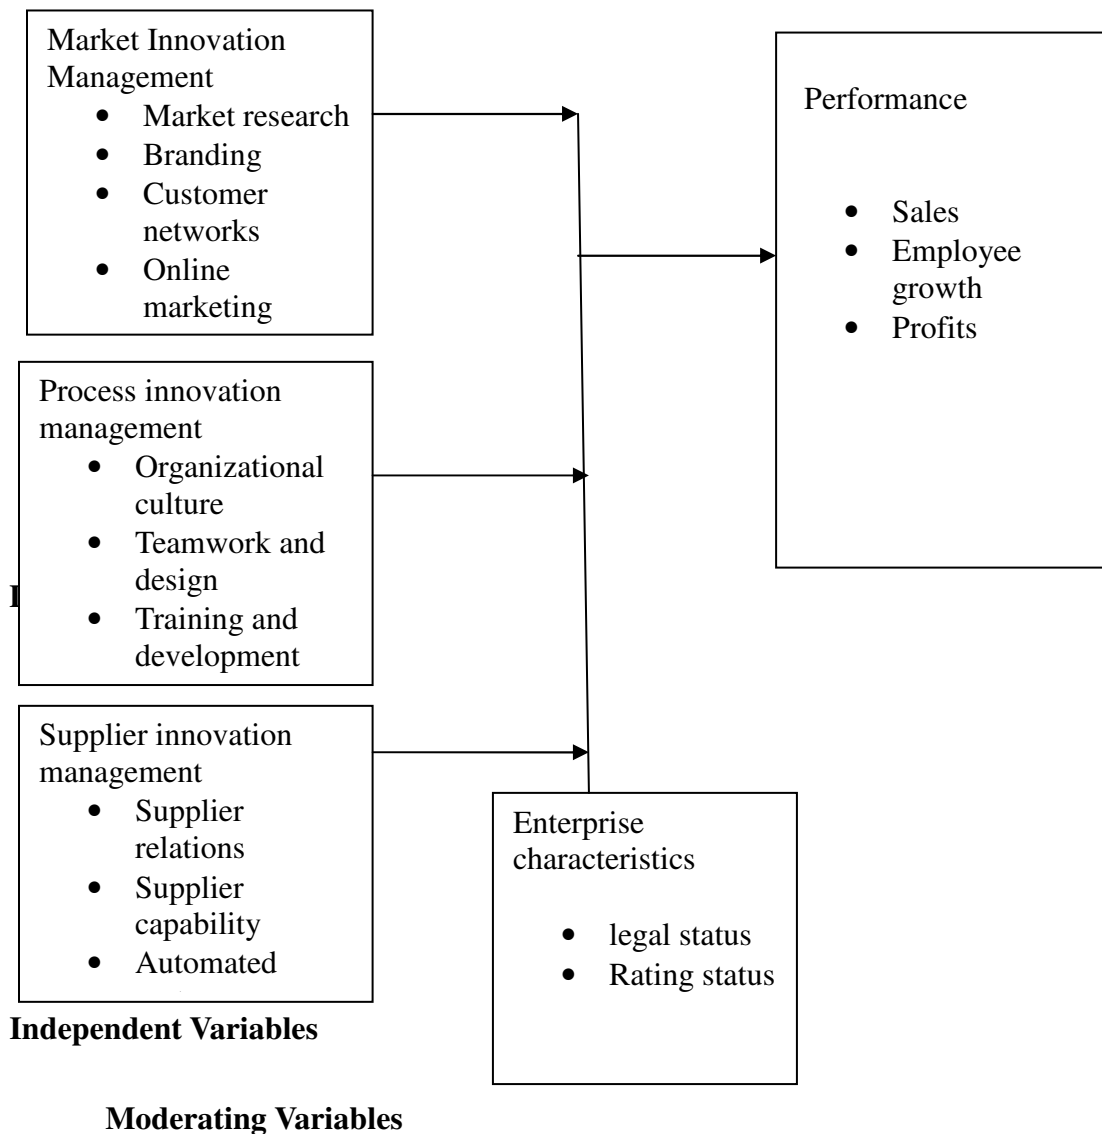 Market Innovation
Management
• Market research
• Branding
• Customer
networks
• Online
marketing
Performance
• Sales
• Employee
growth
• Profits
Process innovation
management
• Organizational
culture
• Teamwork and
design
• Training and
development
Supplier innovation
management
• Supplier
relations
• Supplier
capability
• Automated
Enterprise
characteristics
• legal status
• Rating status
Independent Variables
Moderating Variables